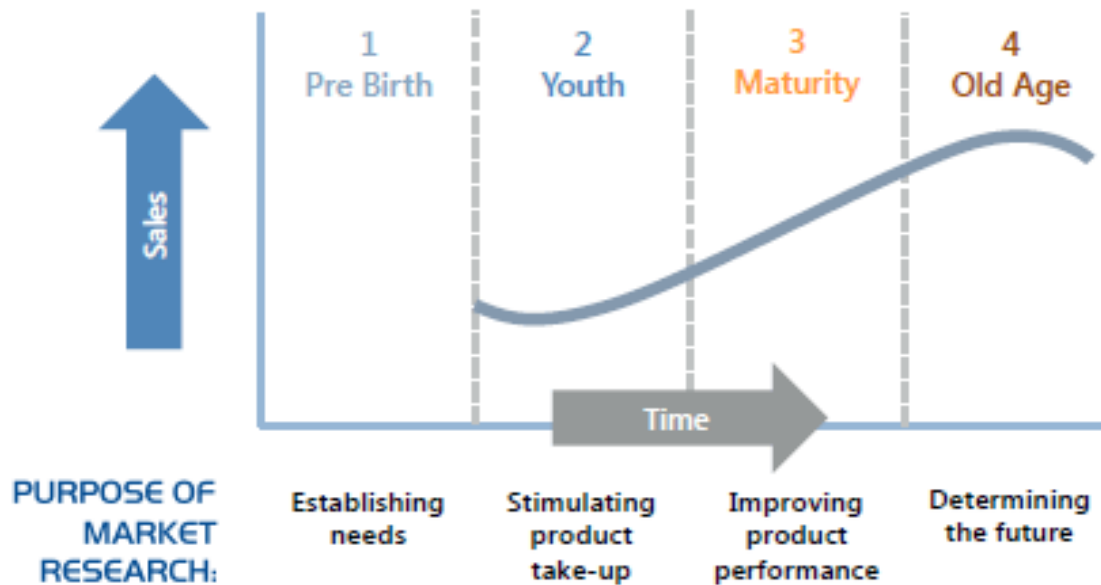 1
Pre Birth
2
Youth
3
Maturity
4
Old Age
Sales
Time
PURPOSE OF
MARKET
RESEARCH:
Establishing
needs
Stimulating
product
take-up
Improving
product
performance
Determining
the future